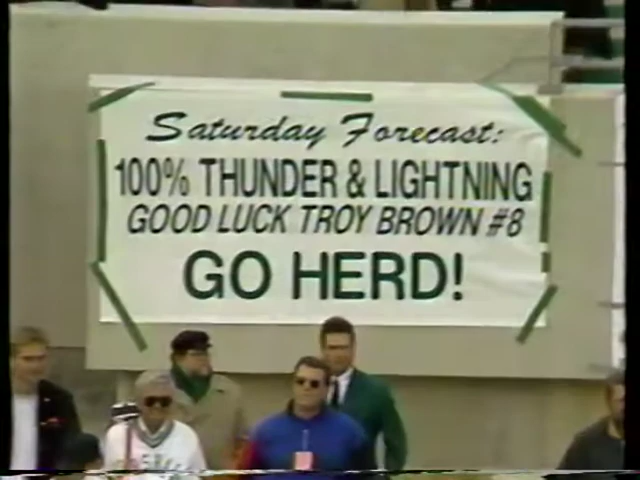 Saturday Forecast:
100% THUNDER & LIGHTNING
GOOD LUCK TROY BROWN #8
GO HERD!